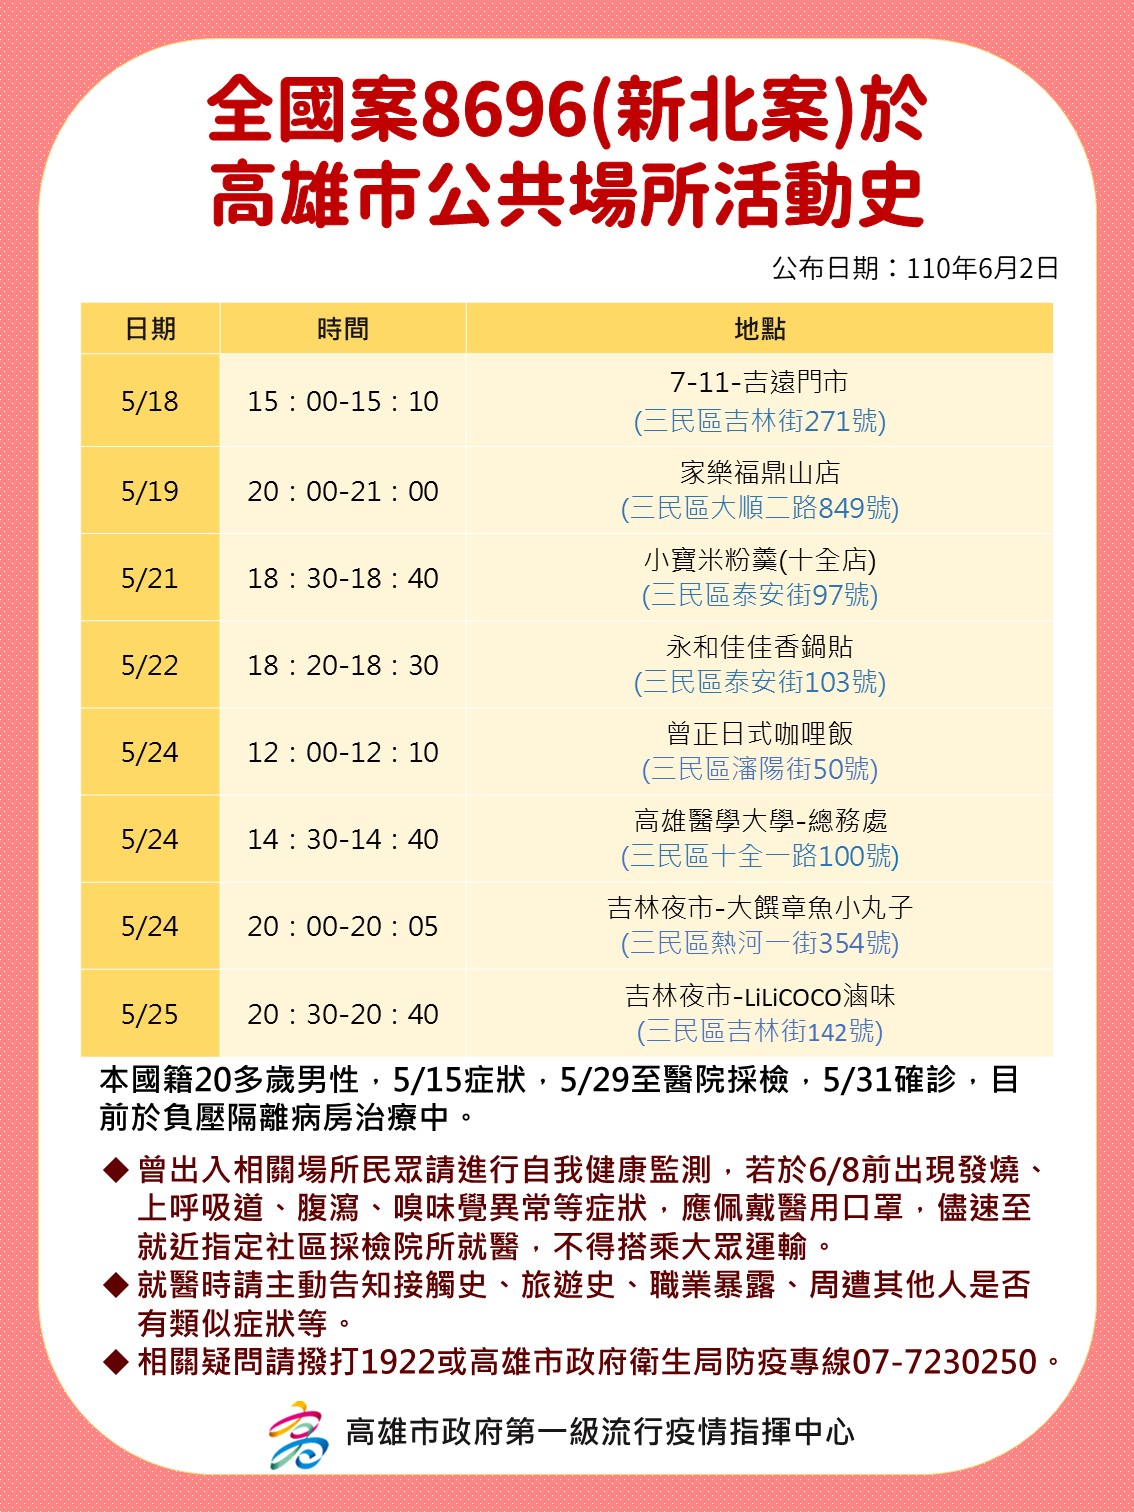 全國案8696(新北案)於
高雄市公共場所活動史
公布日期：110年6月2日
日期 時間 地點
5/18 15：00-15：10 7-11-吉遠門市
(三民區吉林街271號)
5/19 20：00-21：00 家樂福鼎山店
(三民區大順二路849號)
5/21 18：30-18：40 小寶米粉羹(十全店)
(三民區泰安街97號)
5/22 18：20-18：30 永和佳佳香鍋貼
(三民區泰安街103號)
5/24 12：00-12：10 曾正日式咖哩飯
(三民區瀋陽街50號)
5/24 14：30-14：40 高雄醫學大學-總務處
(三民區十全一路100號)
5/24 20：00-20：05 吉林夜市-大饌章魚小丸子
(三民區熱河一街354號)
5/25 20：30-20：40 吉林夜市-LiLiCOCO滷味
(三民區吉林街142號)
本國籍20多歲男性，5/15症狀，5/29至醫院採檢，5/31確診，目
前於負壓隔離病房治療中。
◆ 曾出入相關場所民眾請進行自我健康監測，若於6/8前出現發燒、
上呼吸道、腹瀉、嗅味覺異常等症狀，應佩戴醫用口罩，儘速至
就近指定社區採檢院所就醫，不得搭乘大眾運輸。
◆ 就醫時請主動告知接觸史、旅遊史、職業暴露、周遭其他人是否
有類似症狀等。
◆ 相關疑問請撥打1922或高雄市政府衛生局防疫專線07-7230250。
高雄市政府第一級流行疫情指揮中心